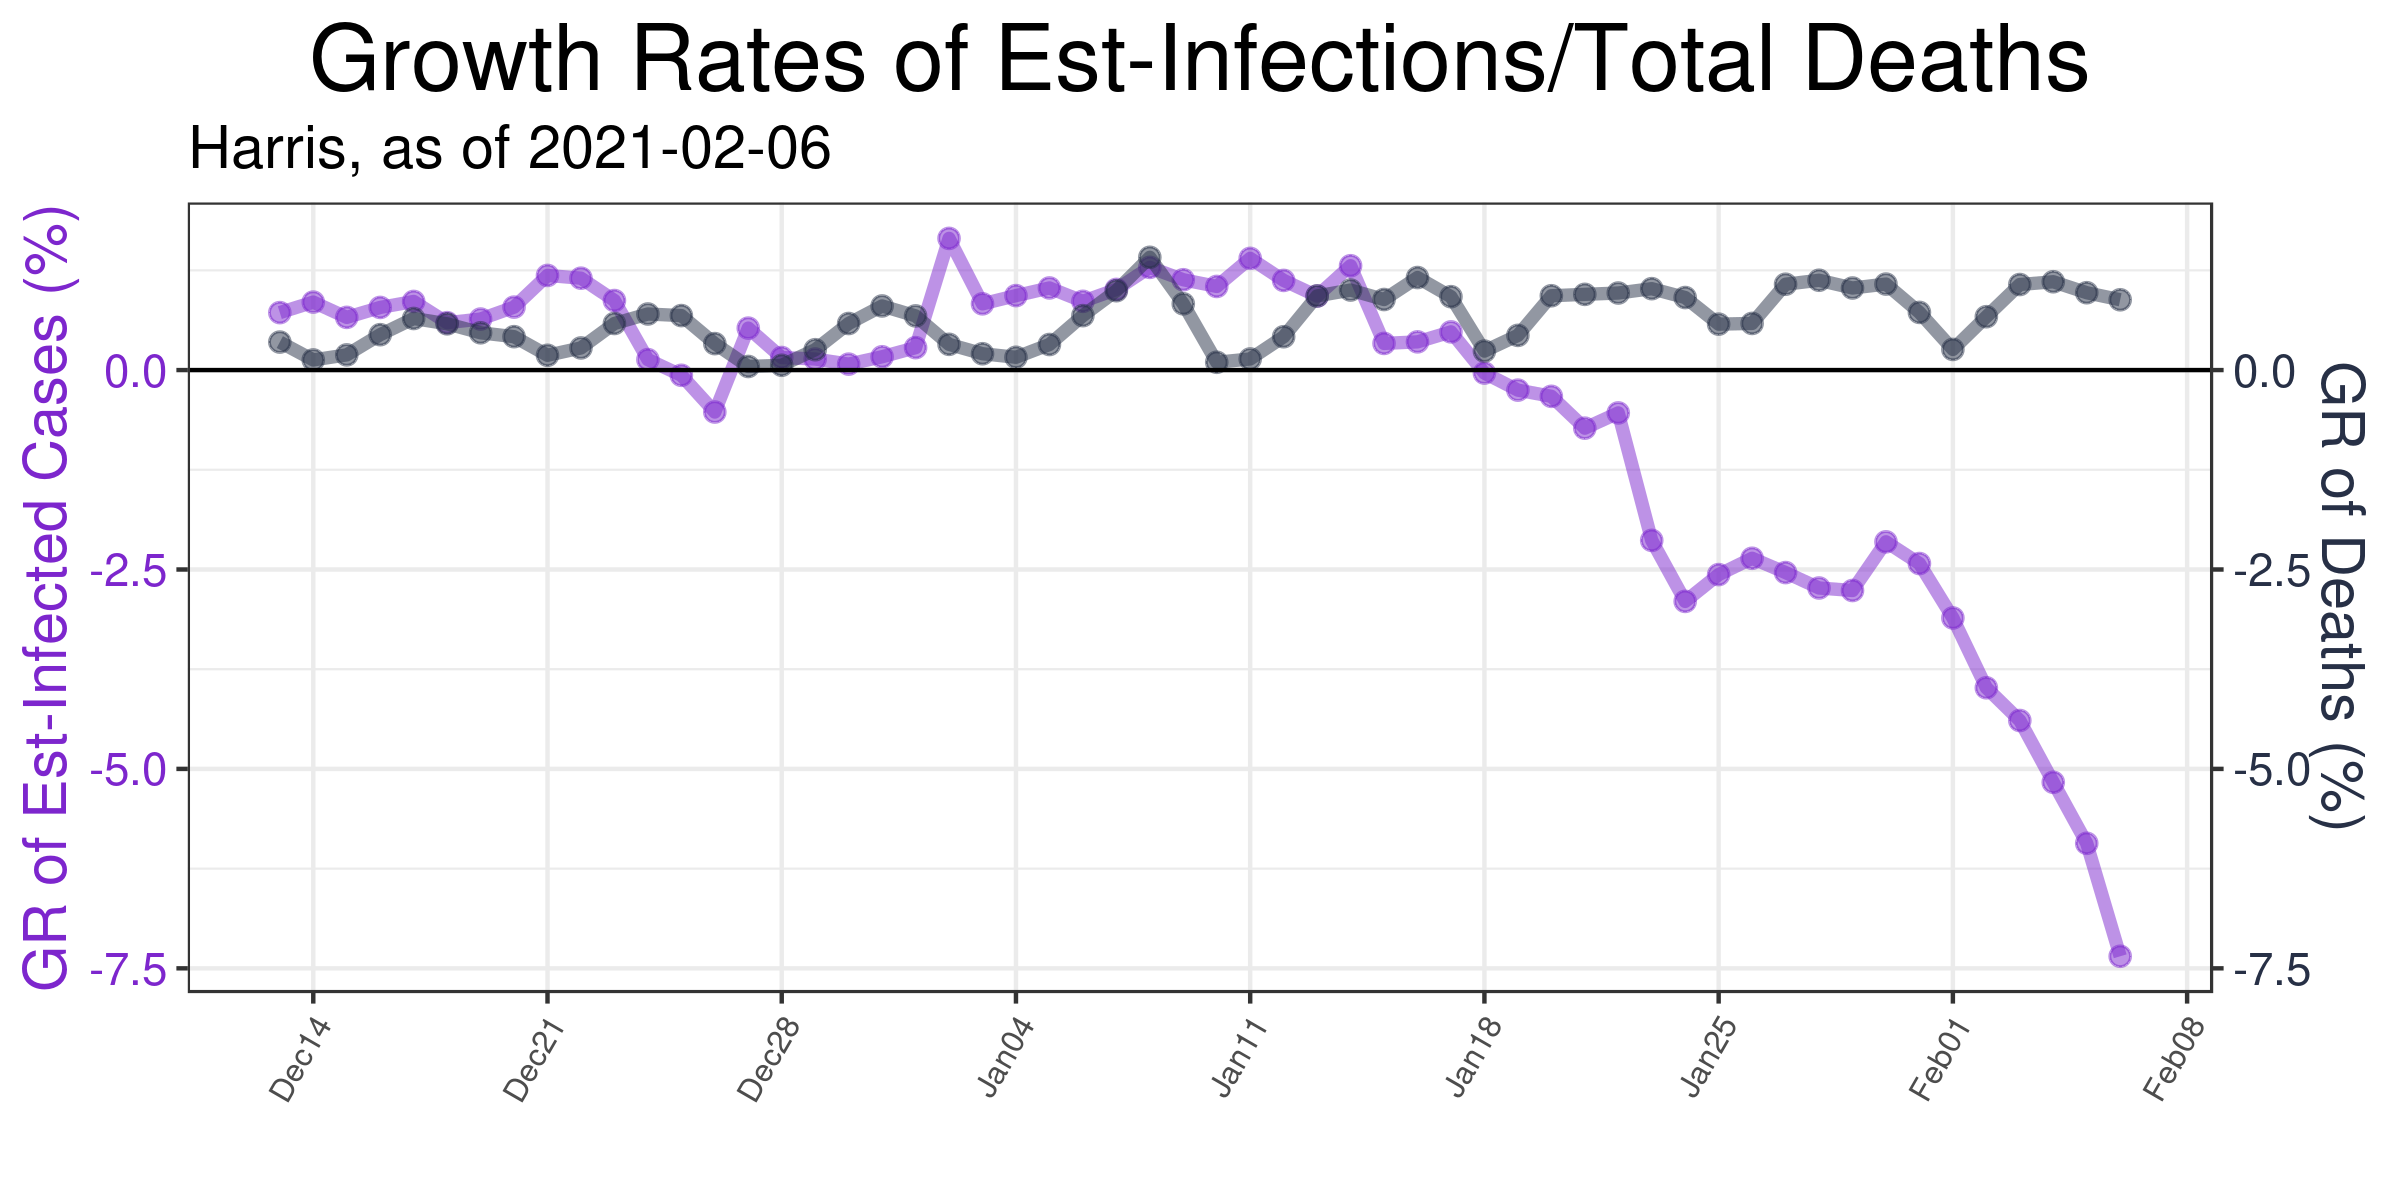 Growth Rates of Est-Infections/Total Deaths
Harris, as of 2021-02-06
GR of Est-Infected Cases (%)
0.0
-2.5
-5.0
-7.5
0.0
-2.5
-5.0
-7.5
GR of Deaths (%)
Dec14
Dec21
Dec28
Jan04
Jan11
Jan18
Jan25
Feb01
Feb08